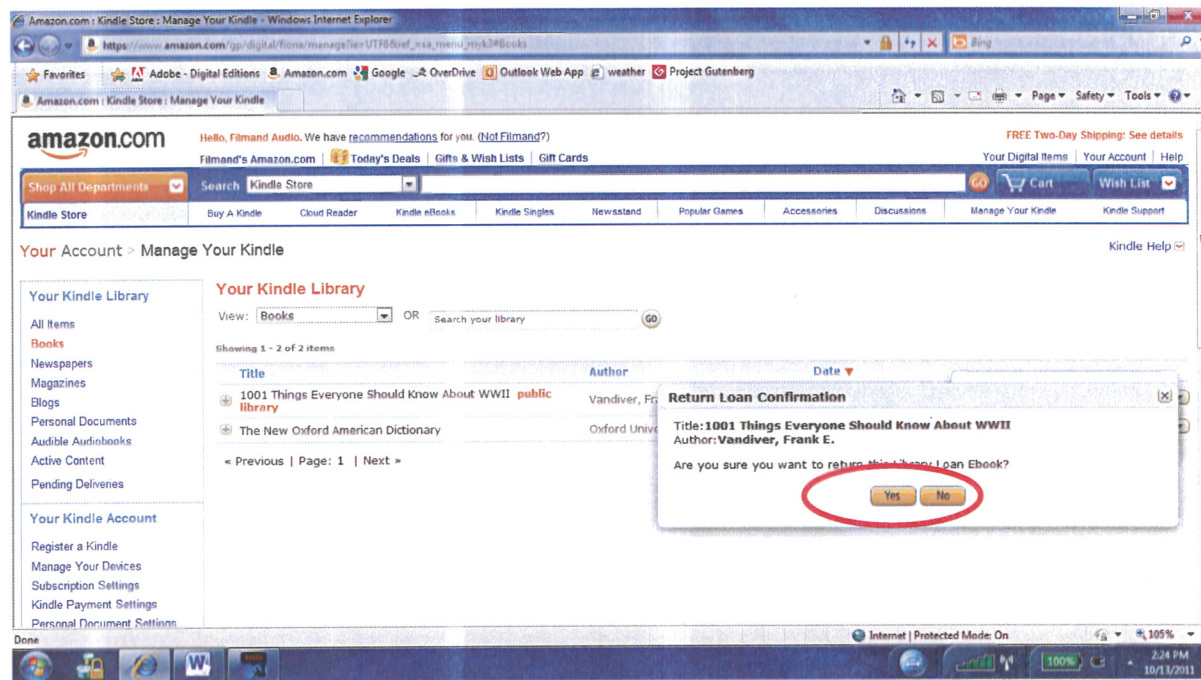 Amazon.com : Kindle Store : Manage Your Kindle - Windows Internet Explorer
https://www.amazon.com/gp/digital/fiona/manage?ie=UTF8&ref_=sa_menu_myk3#Books
Bing
Favorites Adobe - Digital Editions Amazon.com Google OverDrive Outlook Web App weather Project Gutenberg
Amazon.com : Kindle Store : Manage Your Kindle
Page Safety Tools
amazon.com
Hello, Filmand Audio. We have recommendations for you. (Not Filmand?)
FREE Two-Day Shipping: See details
Filmand's Amazon.com | Today's Deals | Gifts & Wish Lists | Gift Cards
Your Digital Items | Your Account | Help
Shop All Departments Search Kindle Store GO Cart Wish List
Kindle Store Buy A Kindle Cloud Reader Kindle eBooks Kindle Singles Newsstand Popular Games Accessories Discussions Manage Your Kindle Kindle Support
Your Account > Manage Your Kindle
Kindle Help
Your Kindle Library
All Items
Books
Newspapers
Magazines
Blogs
Personal Documents
Audible Audiobooks
Active Content
Pending Deliveries
Your Kindle Account
Register a Kindle
Manage Your Devices
Subscription Settings
Kindle Payment Settings
Personal Document Settings
Your Kindle Library
View: Books OR Search your library GO
Showing 1 - 2 of 2 items
Title Author Date
1001 Things Everyone Should Know About WWII public
library
Vandiver, Fr
The New Oxford American Dictionary Oxford Unive
« Previous | Page: 1 | Next »
Return Loan Confirmation
Title:1001 Things Everyone Should Know About WWII
Author:Vandiver, Frank E.
Are you sure you want to return this Library Loan Ebook?
Yes No
Done
Internet | Protected Mode: On
105%
100%
2:24 PM
10/13/2011